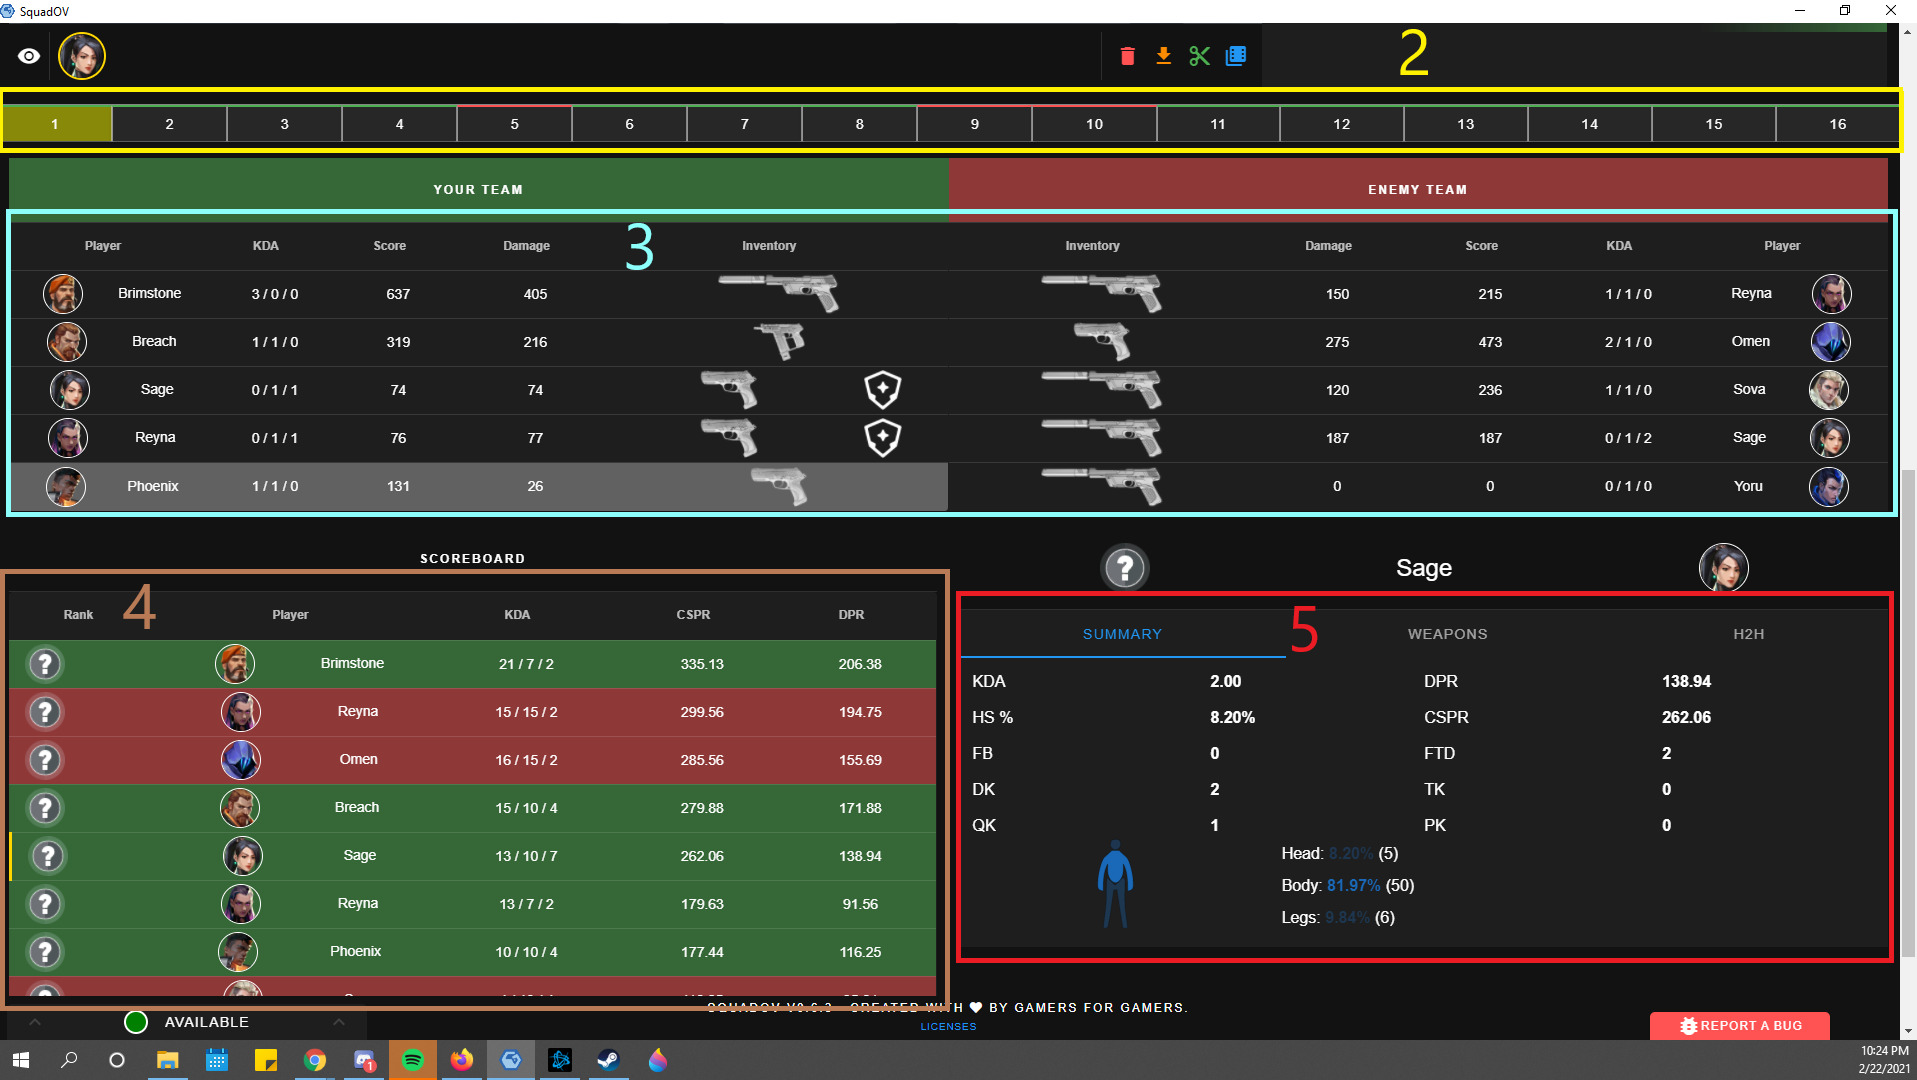 SquadOV
2
1 2 3 4 5 6 7 8 9 10 11 12 13 14 15 16
YOUR TEAM ENEMY TEAM
3
Player KDA Score Damage Inventory Inventory Damage Score KDA Player
Brimstone 3 / 0 / 0 637 405 150 215 1 / 1 / 0 Reyna
Breach 1 / 1 / 0 319 216 275 473 2 / 1 / 0 Omen
Sage 0 / 1 / 1 74 74 120 236 1 / 1 / 0 Sova
Reyna 0 / 1 / 1 76 77 187 187 0 / 1 / 2 Sage
Phoenix 1 / 1 / 0 131 26 0 0 0 / 1 / 0 Yoru
SCOREBOARD
4
Rank Player KDA CSPR DPR
? Brimstone 21 / 7 / 2 335.13 206.38
? Reyna 15 / 15 / 2 299.56 194.75
? Omen 16 / 15 / 2 285.56 155.69
? Breach 15 / 10 / 4 279.88 171.88
? Sage 13 / 10 / 7 262.06 138.94
? Reyna 13 / 7 / 2 179.63 91.56
? Phoenix 10 / 10 / 4 177.44 116.25
? Sage
5
SUMMARY WEAPONS H2H
KDA 2.00 DPR 138.94
HS % 8.20% CSPR 262.06
FB 0 FTD 2
DK 2 TK 0
QK 1 PK 0
Head: 8.20% (5)
Body: 81.97% (50)
Legs: 9.84% (6)
CREATED WITH BY GAMERS FOR GAMERS.
LICENSES
AVAILABLE
REPORT A BUG
1
10:24 PM
2/22/2021